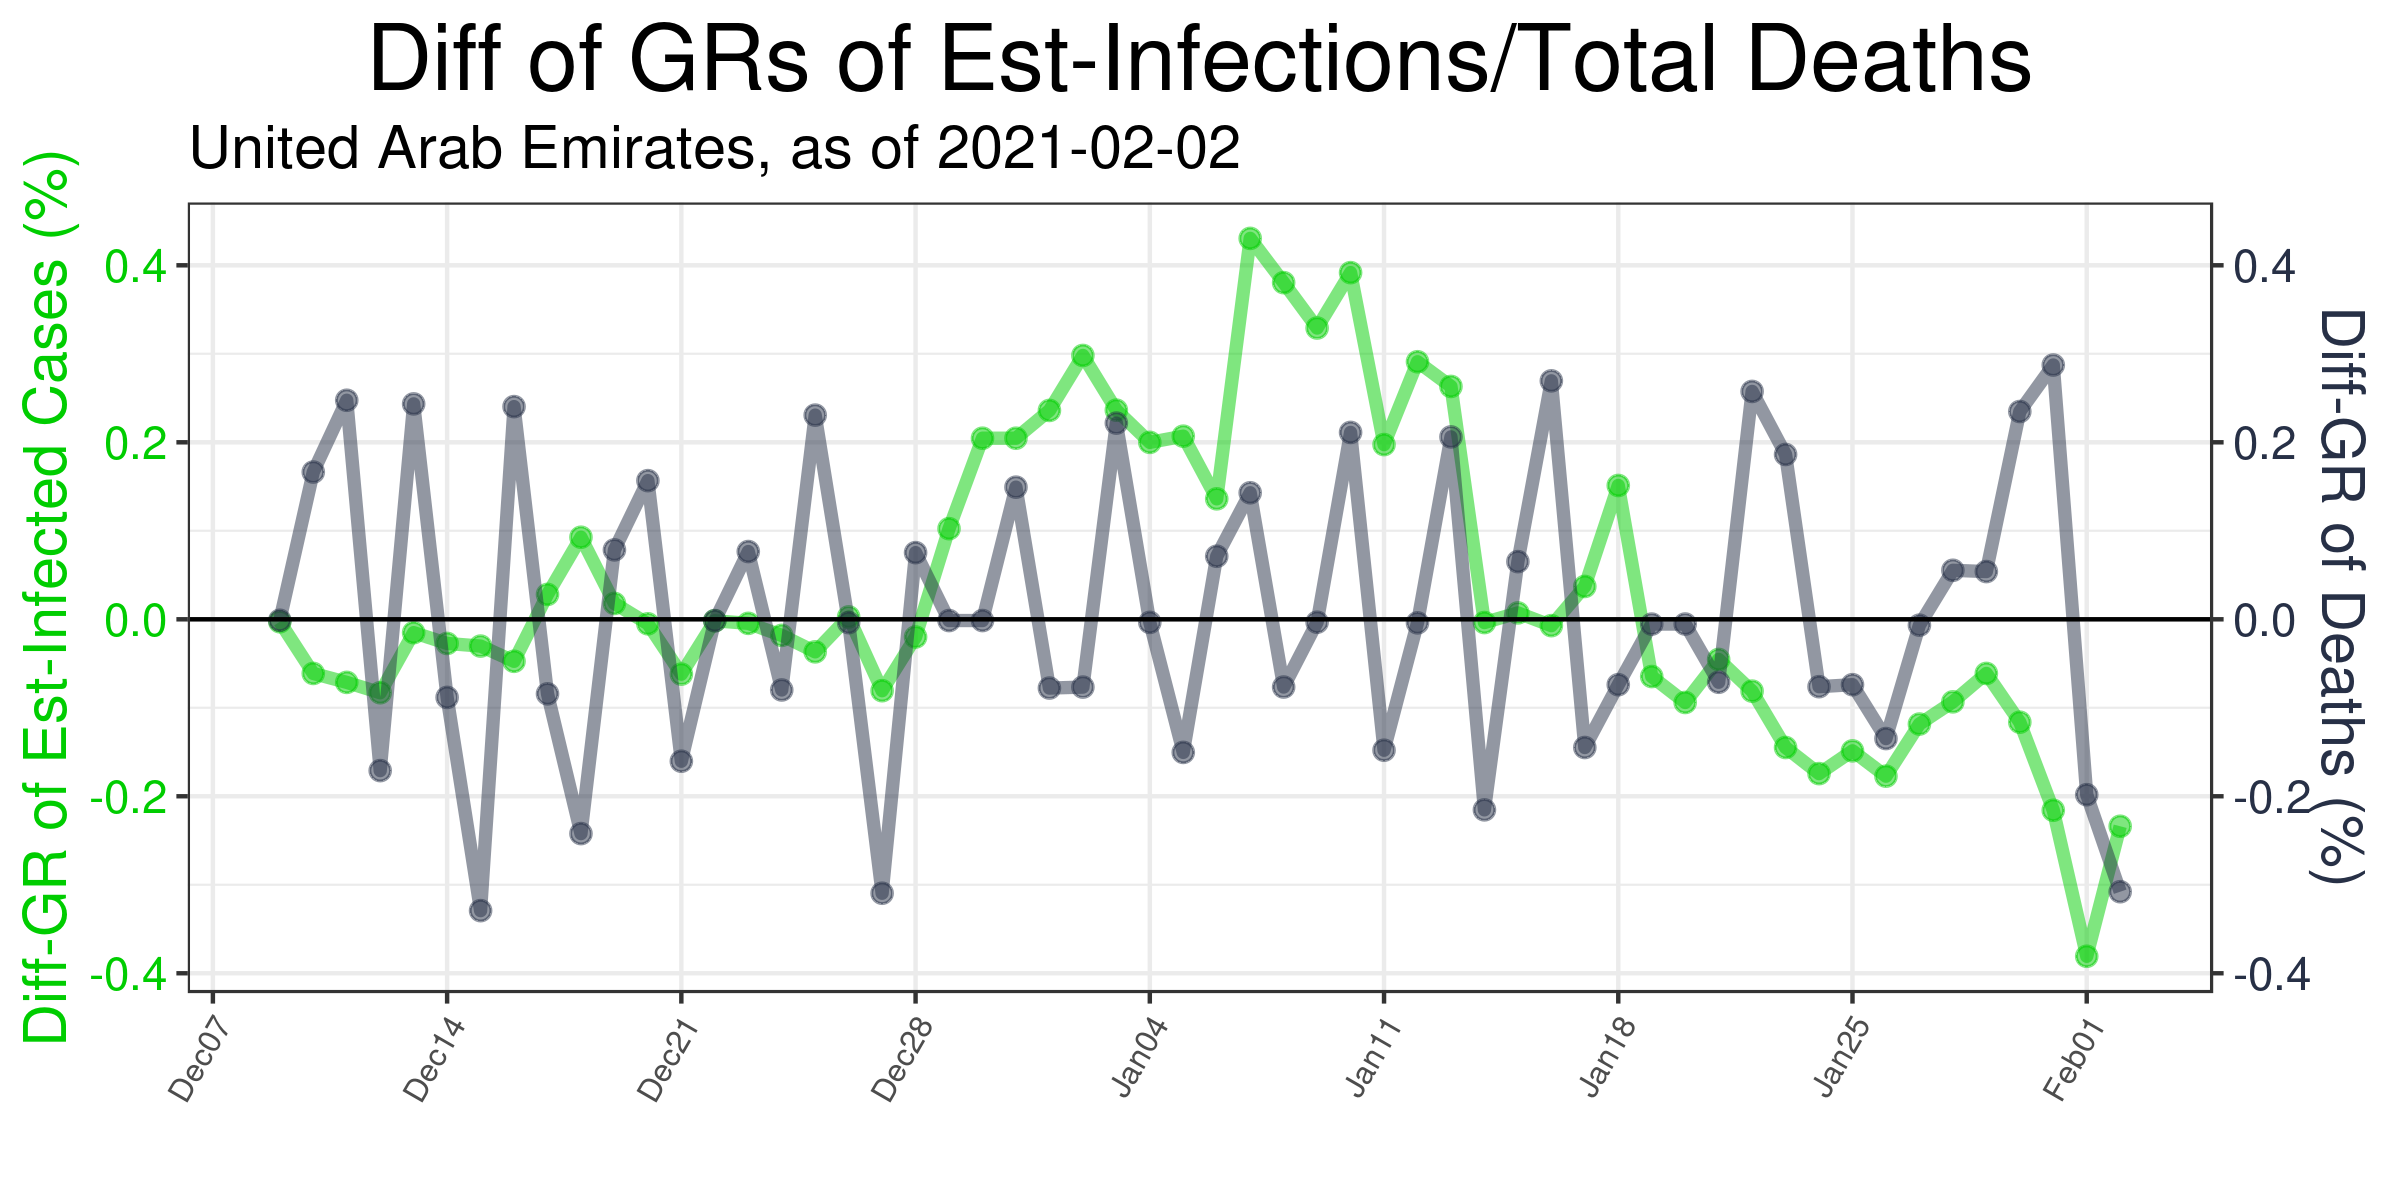 Diff of GRs of Est-Infections/Total Deaths
United Arab Emirates, as of 2021-02-02
Diff-GR of Est-Infected Cases (%)
0.4
0.2
0.0
-0.2
-0.4
0.4
0.2
0.0
-0.2
-0.4
Diff-GR of Deaths (%)
Dec07
Dec14
Dec21
Dec28
Jan04
Jan11
Jan18
Jan25
Feb01